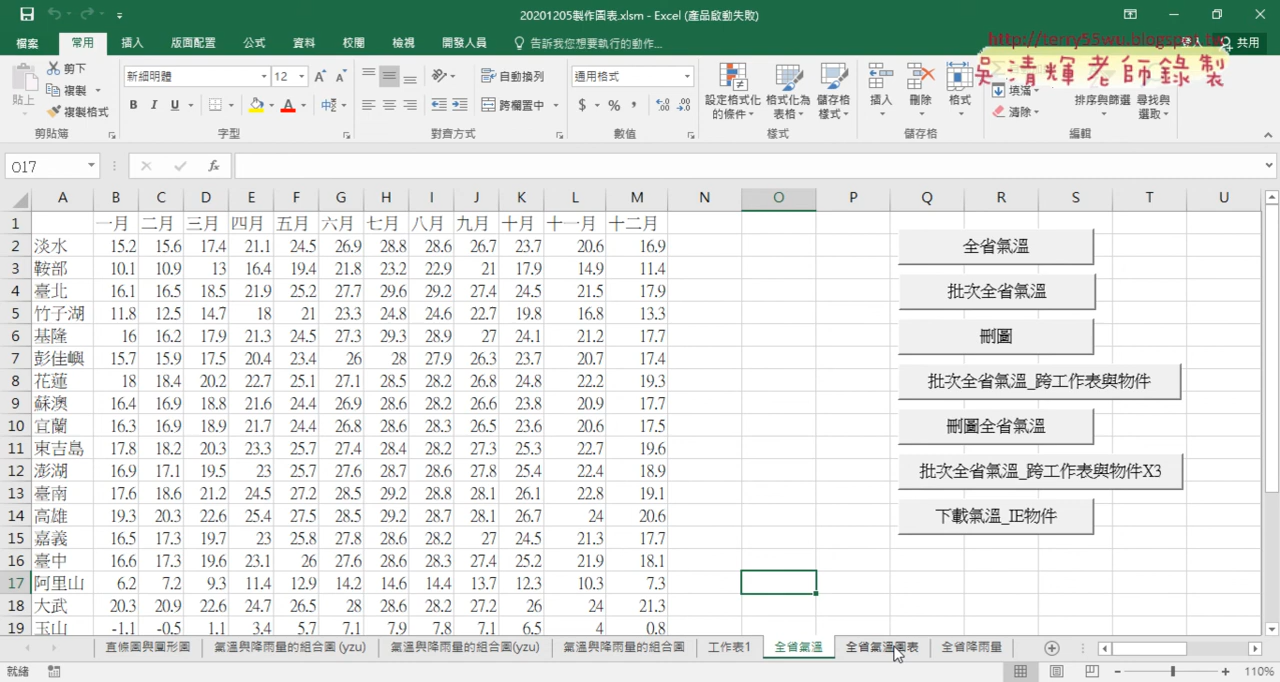 20201205製作圖表.xlsm - Excel (產品啟動失敗)
檔案 常用 插入 版面配置 公式 資料 校閱 檢視 開發人員 告訴我您想要執行的動作... 登入 共用
http://terry55wu.blogspot.tw
吳清輝老師錄製
貼上 剪下 複製 複製格式 剪貼簿
新細明體 12 A A B I U A 中 字型
自動換列 跨欄置中 對齊方式
通用格式 $ % , 數值
設定格式化的條件 格式化為表格 儲存格樣式 樣式
插入 刪除 格式 儲存格
填滿 清除 排序與篩選 尋找與選取 編輯
O17 fx
A B C D E F G H I J K L M N O P Q R S T U
1 一月 二月 三月 四月 五月 六月 七月 八月 九月 十月 十一月 十二月
2 淡水 15.2 15.6 17.4 21.1 24.5 26.9 28.8 28.6 26.7 23.7 20.6 16.9
3 鞍部 10.1 10.9 13 16.4 19.4 21.8 23.2 22.9 21 17.9 14.9 11.4
4 臺北 16.1 16.5 18.5 21.9 25.2 27.7 29.6 29.2 27.4 24.5 21.5 17.9
5 竹子湖 11.8 12.5 14.7 18 21 23.3 24.8 24.6 22.7 19.8 16.8 13.3
6 基隆 16 16.2 17.9 21.3 24.5 27.3 29.3 28.9 27 24.1 21.2 17.7
7 彭佳嶼 15.7 15.9 17.5 20.4 23.4 26 28 27.9 26.3 23.7 20.7 17.4
8 花蓮 18 18.4 20.2 22.7 25.1 27.1 28.5 28.2 26.8 24.8 22.2 19.3
9 蘇澳 16.4 16.9 18.8 21.6 24.4 26.9 28.6 28.2 26.6 23.8 20.9 17.7
10 宜蘭 16.3 16.9 18.9 21.7 24.4 26.8 28.6 28.3 26.5 23.6 20.6 17.5
11 東吉島 17.8 18.2 20.3 23.3 25.7 27.4 28.4 28.2 27.3 25.3 22.7 19.6
12 澎湖 16.9 17.1 19.5 23 25.7 27.6 28.7 28.6 27.8 25.4 22.4 18.9
13 臺南 17.6 18.6 21.2 24.5 27.2 28.5 29.2 28.8 28.1 26.1 22.8 19.1
14 高雄 19.3 20.3 22.6 25.4 27.5 28.5 29.2 28.7 28.1 26.7 24 20.6
15 嘉義 16.5 17.3 19.7 23 25.8 27.8 28.6 28.2 27 24.5 21.3 17.7
16 臺中 16.6 17.3 19.6 23.1 26 27.6 28.6 28.3 27.4 25.2 21.9 18.1
17 阿里山 6.2 7.2 9.3 11.4 12.9 14.2 14.6 14.4 13.7 12.3 10.3 7.3
18 大武 20.3 20.9 22.6 24.7 26.5 28 28.6 28.2 27.2 26 24 21.3
19 玉山 -1.1 -0.5 1.1 3.4 5.7 7.1 7.9 7.8 7.1 6.5 4 0.8
全省氣溫
批次全省氣溫
刪圖
批次全省氣溫_跨工作表與物件
刪圖全省氣溫
批次全省氣溫_跨工作表與物件X3
下載氣溫_IE物件
直條圖與圓形圖 氣溫與降雨量的組合圖 (yzu) 氣溫與降雨量的組合圖(yzu) 氣溫與降雨量的組合圖 工作表1 全省氣溫 全省氣溫圖表 全省降雨量
就緒 110%